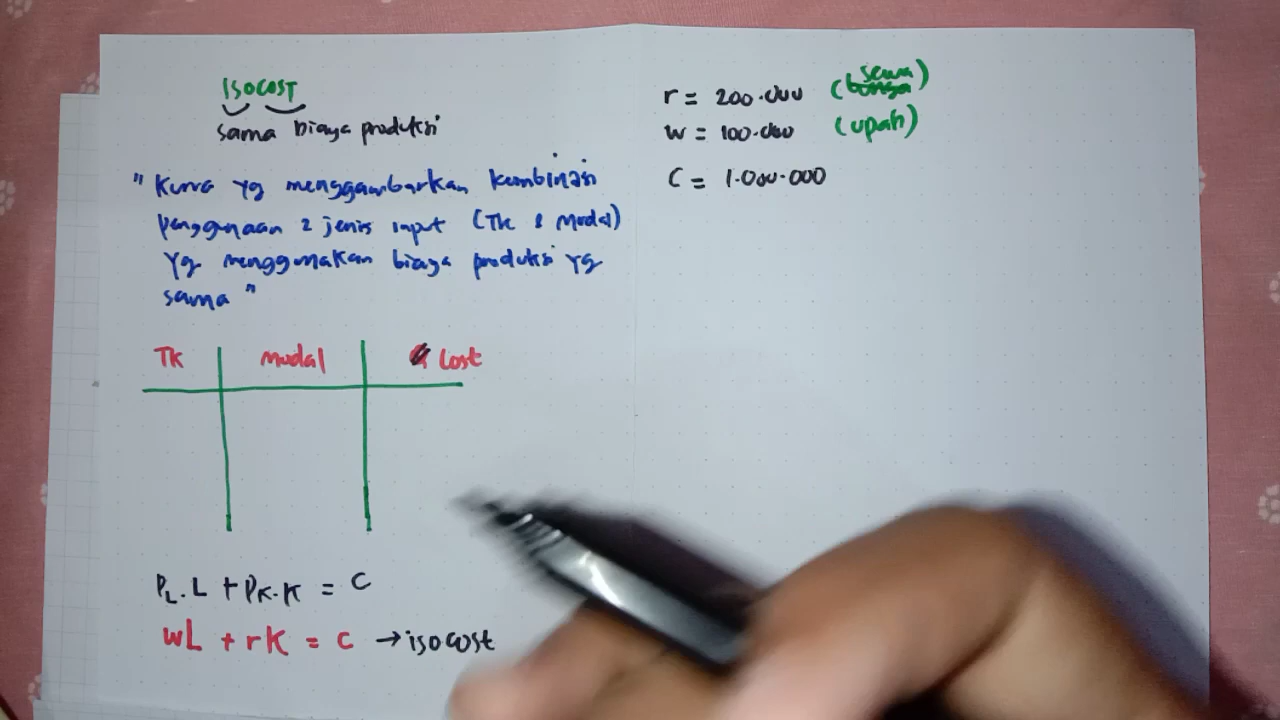 ISOCOST
sama biaya produksi
" Kurva yg menggambarkan kombinasi
penggunaan 2 jenis input (TK & Modal)
yg menggunakan biaya produksi yg
sama "
TK modal Cost
PL.L + PK.K = C
wL + rK = C → isocost
r = 200.000 (sewa)
w = 100.000 (upah)
C = 1.000.000